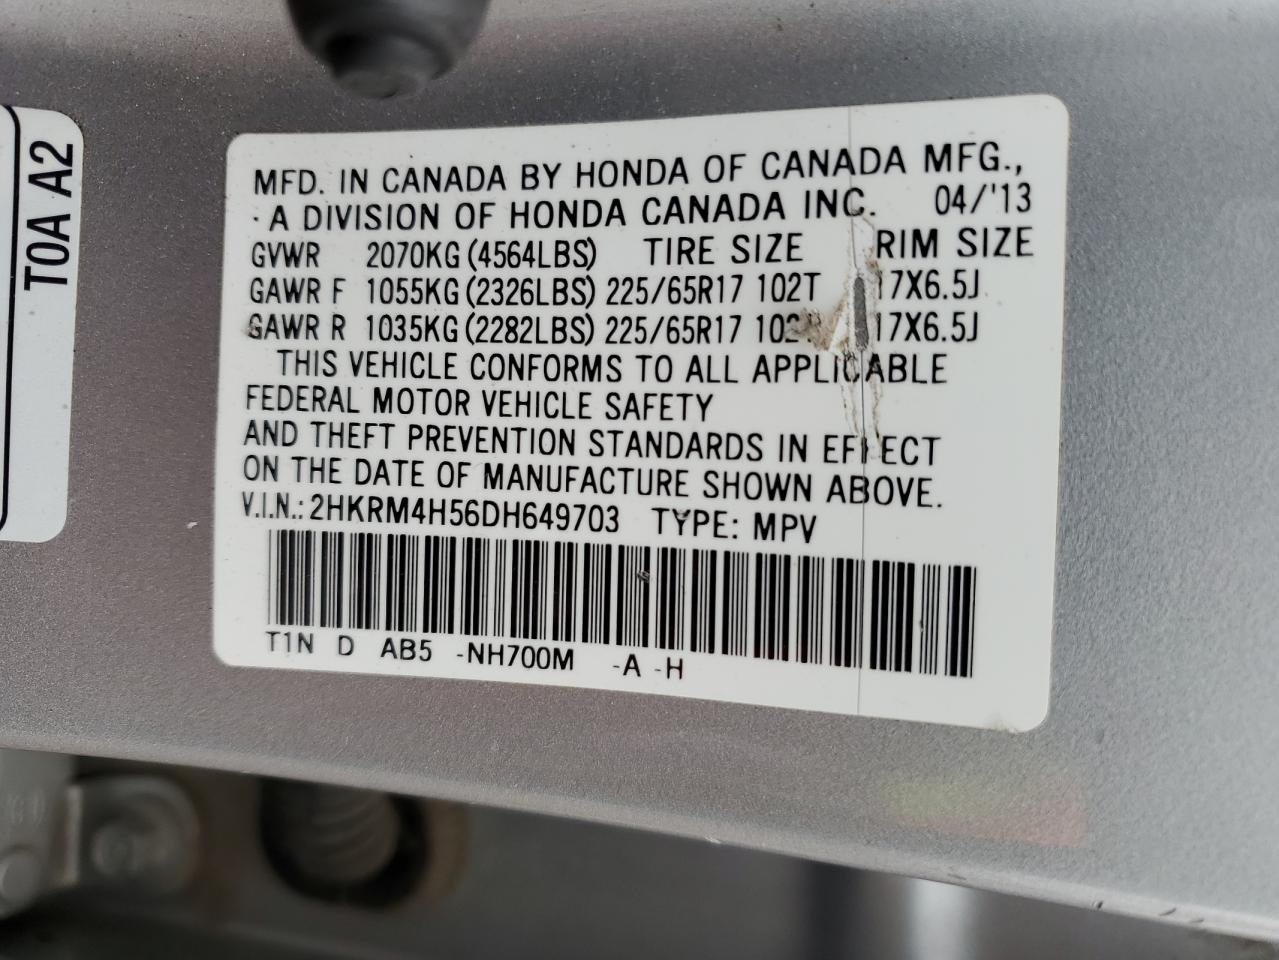 T0A A2
MFD. IN CANADA BY HONDA OF CANADA MFG.,
A DIVISION OF HONDA CANADA INC. 04/'13
GVWR 2070KG (4564LBS) TIRE SIZE RIM SIZE
GAWR F 1055KG (2326LBS) 225/65R17 102T 17X6.5J
GAWR R 1035KG (2282LBS) 225/65R17 17X6.5J
THIS VEHICLE CONFORMS TO ALL APPLICABLE
FEDERAL MOTOR VEHICLE SAFETY
AND THEFT PREVENTION STANDARDS IN EFFECT
ON THE DATE OF MANUFACTURE SHOWN ABOVE.
V.I.N.: 2HKRM4H56DH649703 TYPE: MPV
T1N D AB5 -NH700M -A -H